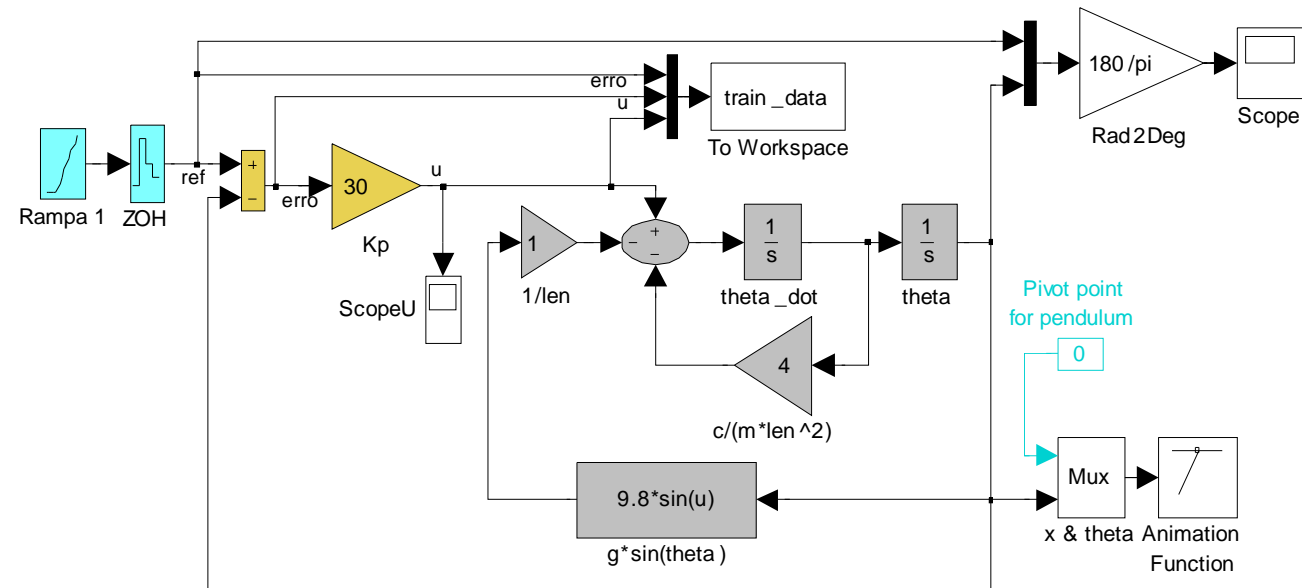 180 /pi
Scope
Rad2Deg
erro
u
train _data
To Workspace
Rampa 1
ZOH
ref
+
−
erro
30
Kp
u
ScopeU
1
1/len
+
−
−
1
s
theta _dot
1
s
theta
4
c/(m*len ^2)
9.8*sin(u)
g*sin(theta )
Pivot point
for pendulum
0
Mux
x & theta
Animation
Function